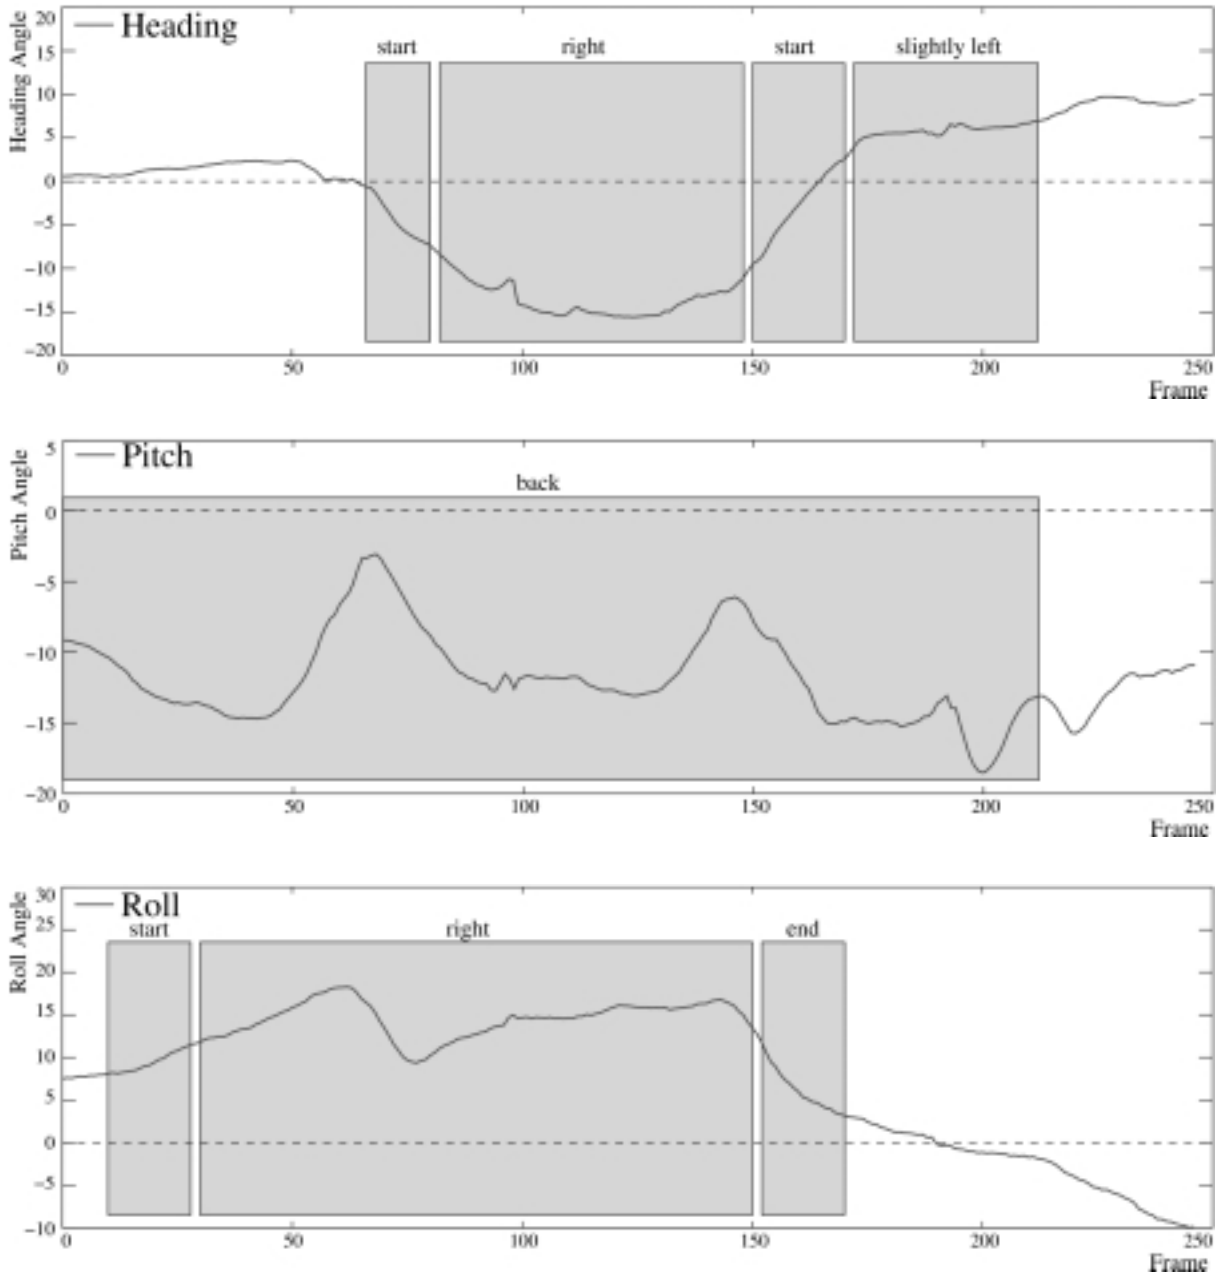 Heading
start right start slightly left
Heading Angle
20
15
10
5
0
−5
−10
−15
−20
0 50 100 150 200 250
Frame
Pitch
back
Pitch Angle
5
0
−5
−10
−15
−20
0 50 100 150 200 250
Frame
Roll
start right end
Roll Angle
30
25
20
15
10
5
0
−5
−10
0 50 100 150 200 250
Frame